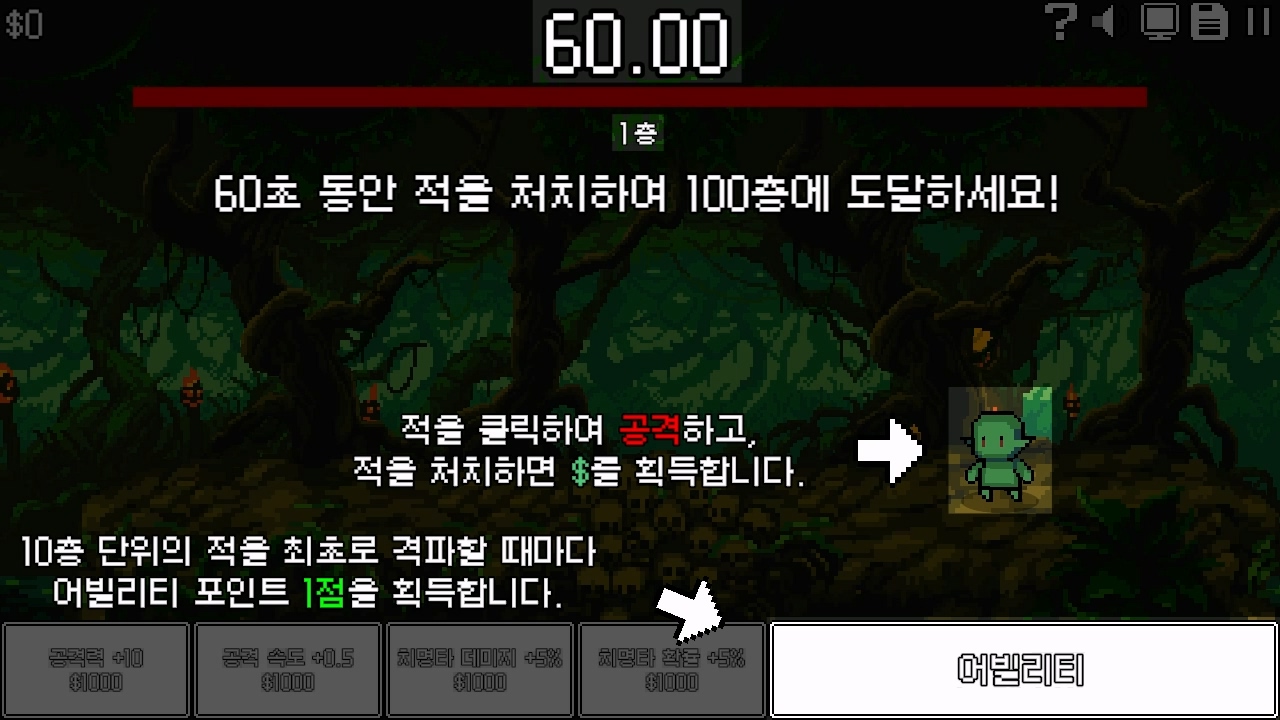 $0
60.00
1층
60초 동안 적을 처치하여 100층에 도달하세요!
적을 클릭하여 공격하고,
적을 처치하면 $를 획득합니다.
10층 단위의 적을 최초로 격파할 때마다
어빌리티 포인트 1점을 획득합니다.
공격력 +10
$1000
공격 속도 +0.5
$1000
치명타 데미지 +5%
$1000
치명타 확률 +5%
$1000
어빌리티